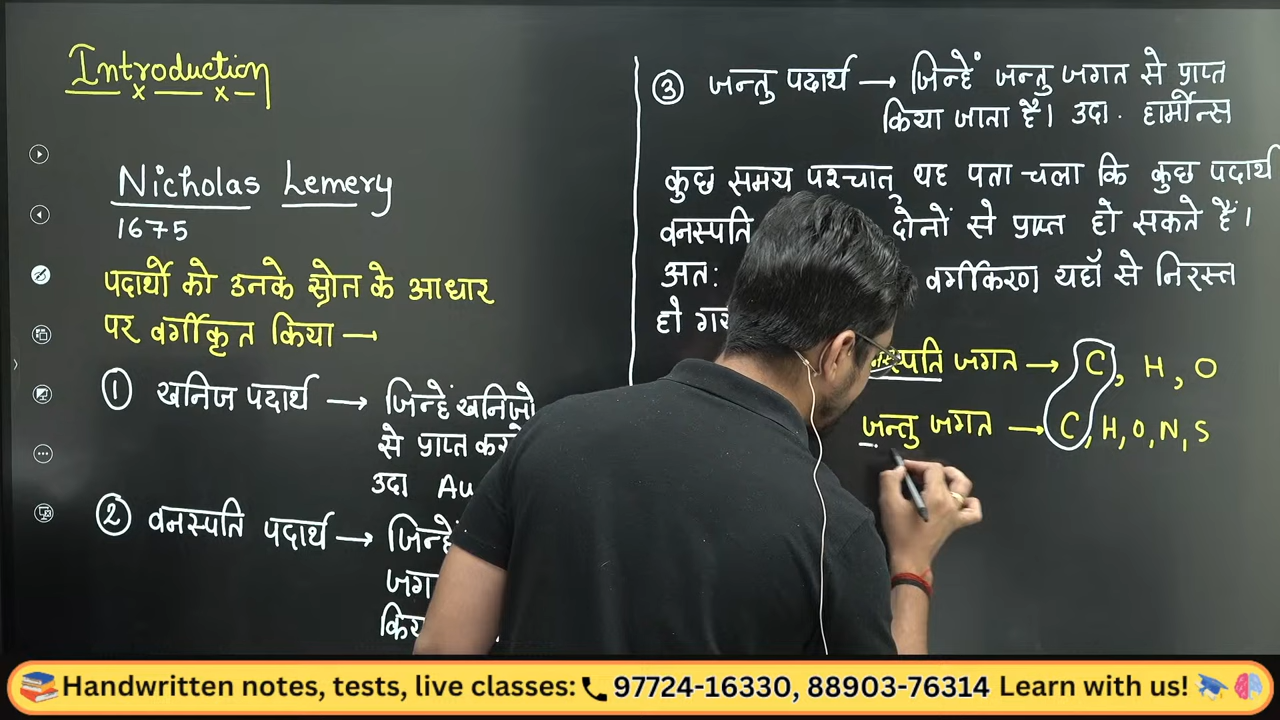 Introduction
Nicholas Lemery
1675
पदार्थो को उनके स्रोत के आधार
पर वर्गीकृत किया →
① खनिज पदार्थ → जिन्हें खनिजो
से प्राप्त कर
उदा Au
② वनस्पति पदार्थ → जिन्हें
जग
किय
③ जन्तु पदार्थ → जिन्हें जन्तु जगत से प्राप्त
किया जाता है। उदा. हार्मोन्स
कुछ समय पश्चात् यह पता चला कि कुछ पदार्थ
वनस्पति दोनों से प्राप्त हो सकते हैं।
अतः वर्गीकरण यहाँ से निरस्त
हो गय
नस्पति जगत → C, H, O
जन्तु जगत → C, H, O, N, S
Handwritten notes, tests, live classes: 97724-16330, 88903-76314 Learn with us!